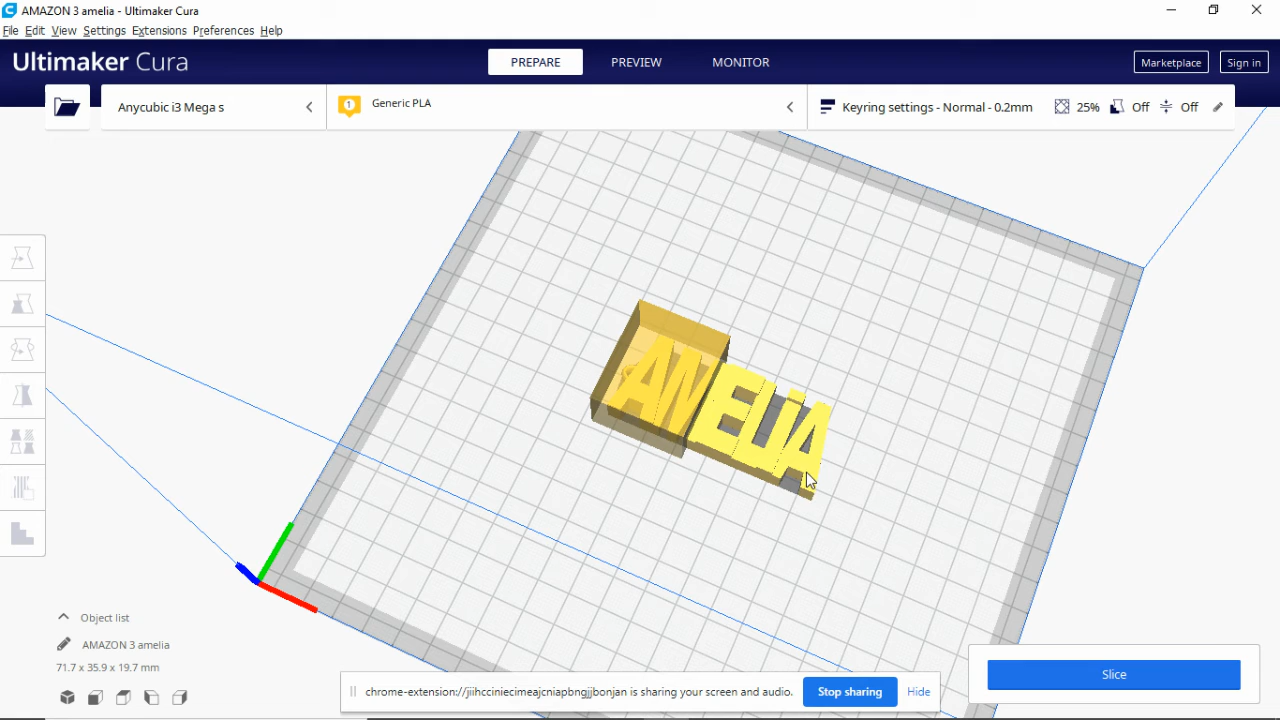 AMAZON 3 amelia - Ultimaker Cura
File Edit View Settings Extensions Preferences Help
Ultimaker Cura
PREPARE
PREVIEW
MONITOR
Marketplace
Sign in
Anycubic i3 Mega s
1
Generic PLA
Keyring settings - Normal - 0.2mm
25%
Off
Off
AMELIA
Object list
AMAZON 3 amelia
71.7 x 35.9 x 19.7 mm
Slice
chrome-extension://jiihcciniecimeajcniapbngjjbonjan is sharing your screen and audio.
Stop sharing
Hide